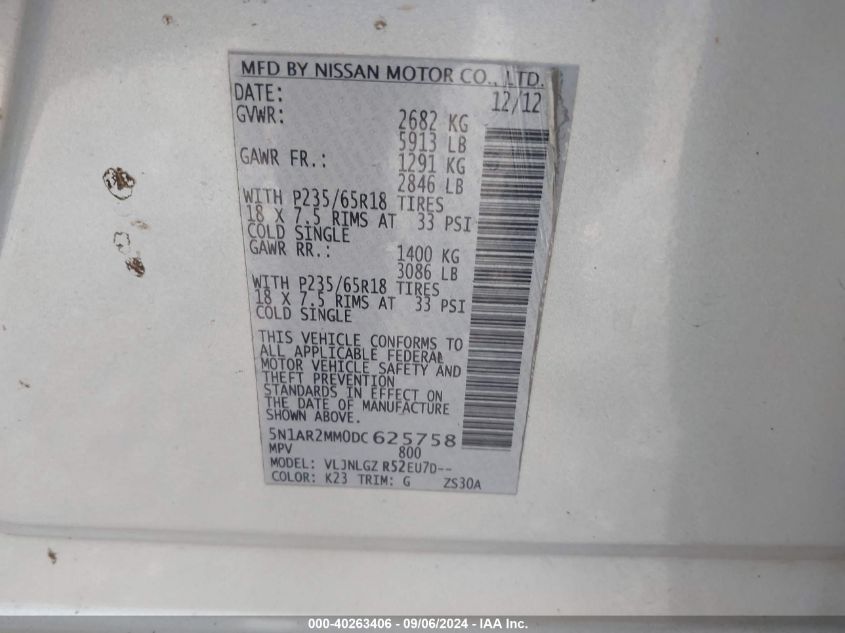 MFD BY NISSAN MOTOR CO., LTD.
DATE: 12/12
GVWR: 2682 KG
5913 LB
GAWR FR.: 1291 KG
2846 LB
WITH P235/65R18 TIRES
18 X 7.5 RIMS AT 33 PSI
COLD SINGLE
GAWR RR.: 1400 KG
3086 LB
WITH P235/65R18 TIRES
18 X 7.5 RIMS AT 33 PSI
COLD SINGLE
THIS VEHICLE CONFORMS TO
ALL APPLICABLE FEDERAL
MOTOR VEHICLE SAFETY AND
THEFT PREVENTION
STANDARDS IN EFFECT ON
THE DATE OF MANUFACTURE
SHOWN ABOVE.
5N1AR2MM0DC625758
MPV 800
MODEL: VLJNLGZ R52EU7D--
COLOR: K23 TRIM: G ZS30A
000-40263406 - 09/06/2024 - IAA Inc.